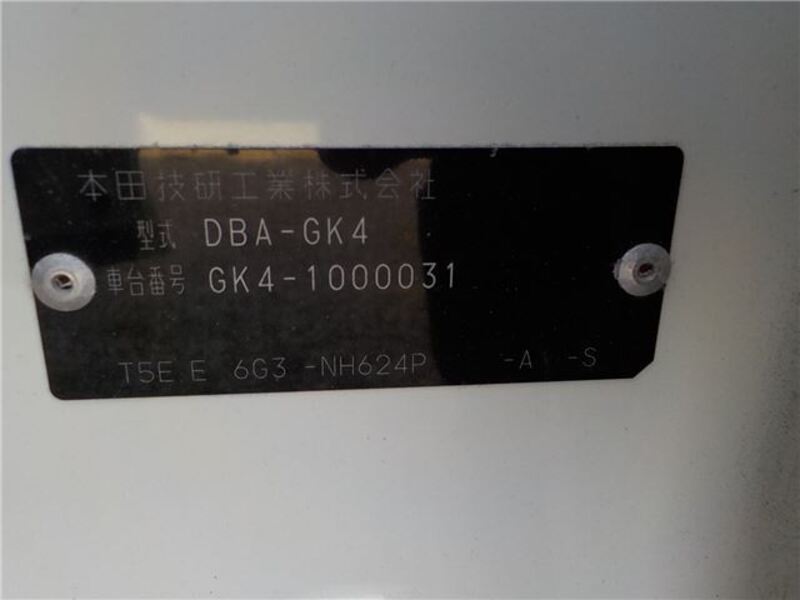 本田技研工業株式会社
型式 DBA-GK4
車台番号 GK4-1000031
T5E E 6G3 -NH624P -A -S